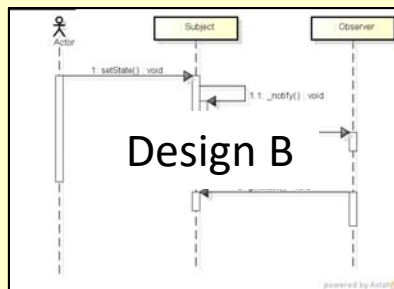 Subject
Observer
: Actor
1: setState() : void
1.1: _notify() : void
Design B
powered by Astah